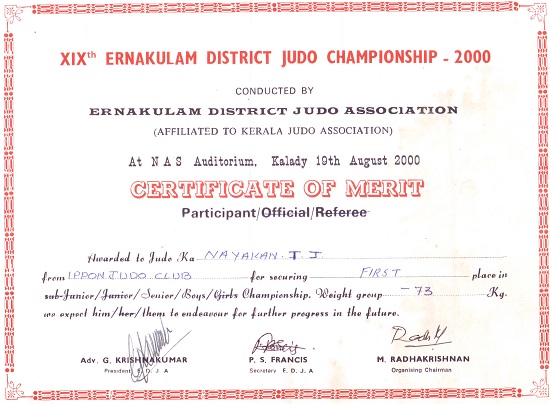 XIXth ERNAKULAM DISTRICT JUDO CHAMPIONSHIP - 2000
CONDUCTED BY
ERNAKULAM DISTRICT JUDO ASSOCIATION
(AFFILIATED TO KERALA JUDO ASSOCIATION)
At N A S Auditorium, Kalady 19th August 2000
CERTIFICATE OF MERIT
Participant/Official/Referee
Awarded to Judo Ka NAYAKAN.T.J
from IPPON JUDO CLUB for securing FIRST place in
sub-Junior/Junior/Senior/Boys/Girls Championship. Weight group -73 Kg.
we expect him/her/them to endeavour for further progress in the future.
Adv. G. KRISHNAKUMAR P. S. FRANCIS M. RADHAKRISHNAN
President E. D. J. A Secretary E. D. J. A Organising Chairman